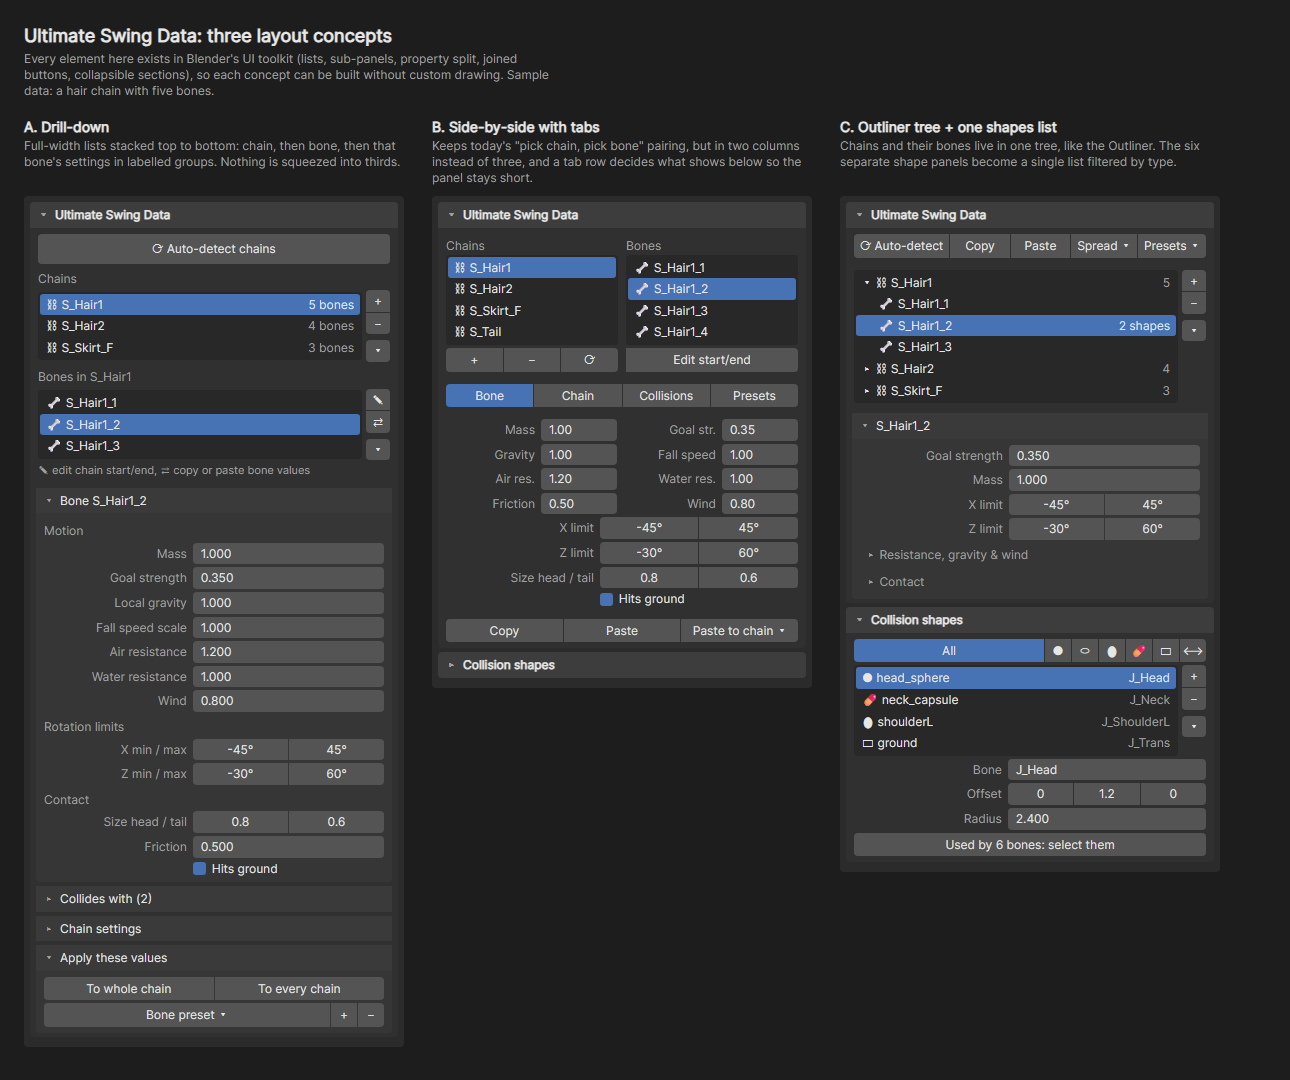 Ultimate Swing Data: three layout concepts
Every element here exists in Blender's UI toolkit (lists, sub-panels, property split, joined
buttons, collapsible sections), so each concept can be built without custom drawing. Sample
data: a hair chain with five bones.
A. Drill-down
Full-width lists stacked top to bottom: chain, then bone, then that
bone's settings in labelled groups. Nothing is squeezed into thirds.
Ultimate Swing Data
Auto-detect chains
Chains
S_Hair1 5 bones
S_Hair2 4 bones
S_Skirt_F 3 bones
+
−
Bones in S_Hair1
S_Hair1_1
S_Hair1_2
S_Hair1_3
✎ edit chain start/end, ⇄ copy or paste bone values
Bone S_Hair1_2
Motion
Mass 1.000
Goal strength 0.350
Local gravity 1.000
Fall speed scale 1.000
Air resistance 1.200
Water resistance 1.000
Wind 0.800
Rotation limits
X min / max -45° 45°
Z min / max -30° 60°
Contact
Size head / tail 0.8 0.6
Friction 0.500
Hits ground
Collides with (2)
Chain settings
Apply these values
To whole chain To every chain
Bone preset + −
B. Side-by-side with tabs
Keeps today's "pick chain, pick bone" pairing, but in two columns
instead of three, and a tab row decides what shows below so the
panel stays short.
Ultimate Swing Data
Chains Bones
S_Hair1 S_Hair1_1
S_Hair2 S_Hair1_2
S_Skirt_F S_Hair1_3
S_Tail S_Hair1_4
+ − Edit start/end
Bone Chain Collisions Presets
Mass 1.00 Goal str. 0.35
Gravity 1.00 Fall speed 1.00
Air res. 1.20 Water res. 1.00
Friction 0.50 Wind 0.80
X limit -45° 45°
Z limit -30° 60°
Size head / tail 0.8 0.6
Hits ground
Copy Paste Paste to chain
Collision shapes
C. Outliner tree + one shapes list
Chains and their bones live in one tree, like the Outliner. The six
separate shape panels become a single list filtered by type.
Ultimate Swing Data
Auto-detect Copy Paste Spread Presets
S_Hair1 5
S_Hair1_1
S_Hair1_2 2 shapes
S_Hair1_3
S_Hair2 4
S_Skirt_F 3
+
−
S_Hair1_2
Goal strength 0.350
Mass 1.000
X limit -45° 45°
Z limit -30° 60°
Resistance, gravity & wind
Contact
Collision shapes
All
head_sphere J_Head
neck_capsule J_Neck
shoulderL J_ShoulderL
ground J_Trans
+
−
Bone J_Head
Offset 0 1.2 0
Radius 2.400
Used by 6 bones: select them